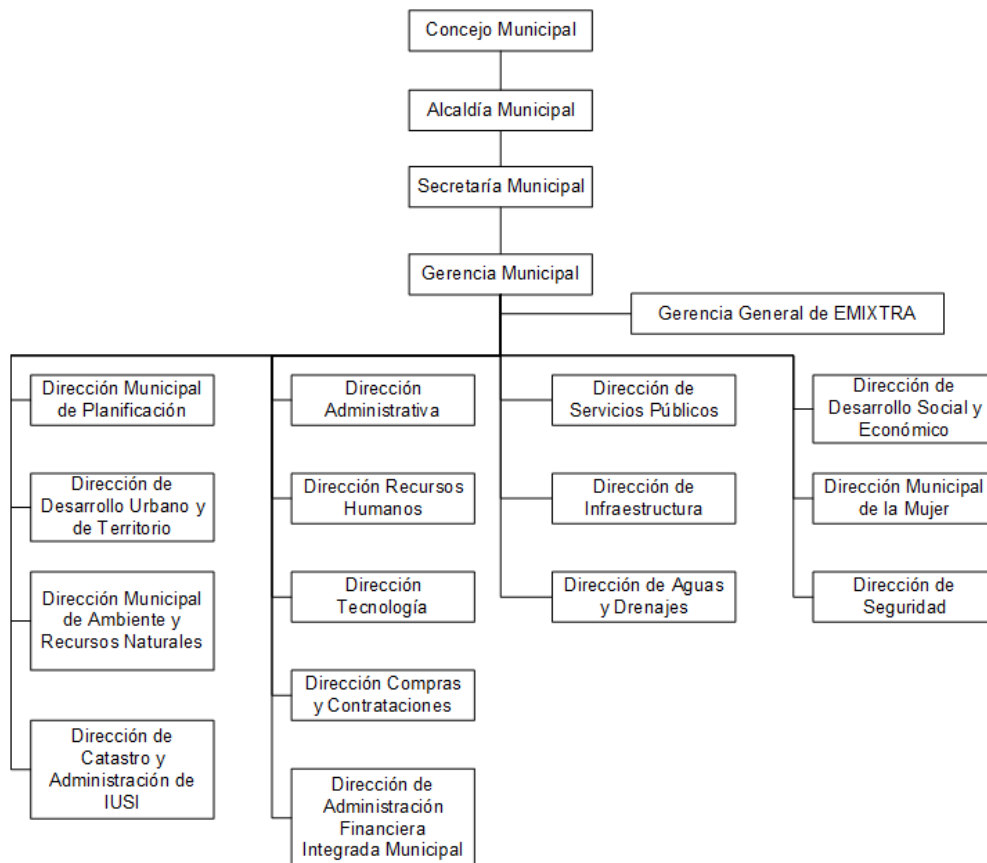 Concejo Municipal
Alcaldía Municipal
Secretaría Municipal
Gerencia Municipal
Gerencia General de EMIXTRA
Dirección Municipal
de Planificación
Dirección de
Desarrollo Urbano y
de Territorio
Dirección Municipal
de Ambiente y
Recursos Naturales
Dirección de
Catastro y
Administración de
IUSI
Dirección
Administrativa
Dirección Recursos
Humanos
Dirección
Tecnología
Dirección Compras
y Contrataciones
Dirección de
Administración
Financiera
Integrada Municipal
Dirección de
Servicios Públicos
Dirección de
Infraestructura
Dirección de Aguas
y Drenajes
Dirección de
Desarrollo Social y
Económico
Dirección Municipal
de la Mujer
Dirección de
Seguridad